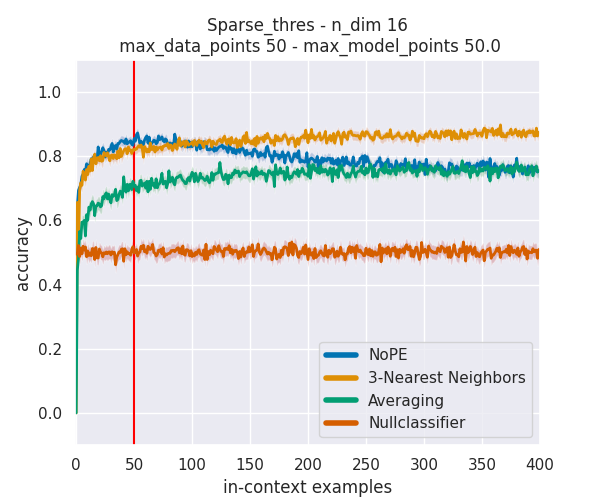 Sparse_thres - n_dim 16
max_data_points 50 - max_model_points 50.0
accuracy
1.0
0.8
0.6
0.4
0.2
0.0
NoPE
3-Nearest Neighbors
Averaging
Nullclassifier
0 50 100 150 200 250 300 350 400
in-context examples